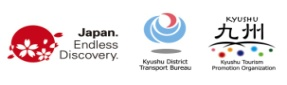 Japan.
Endless
Discovery.
Kyushu District
Transport Bureau
KYUSHU
九州
Kyushu Tourism
Promotion Organization